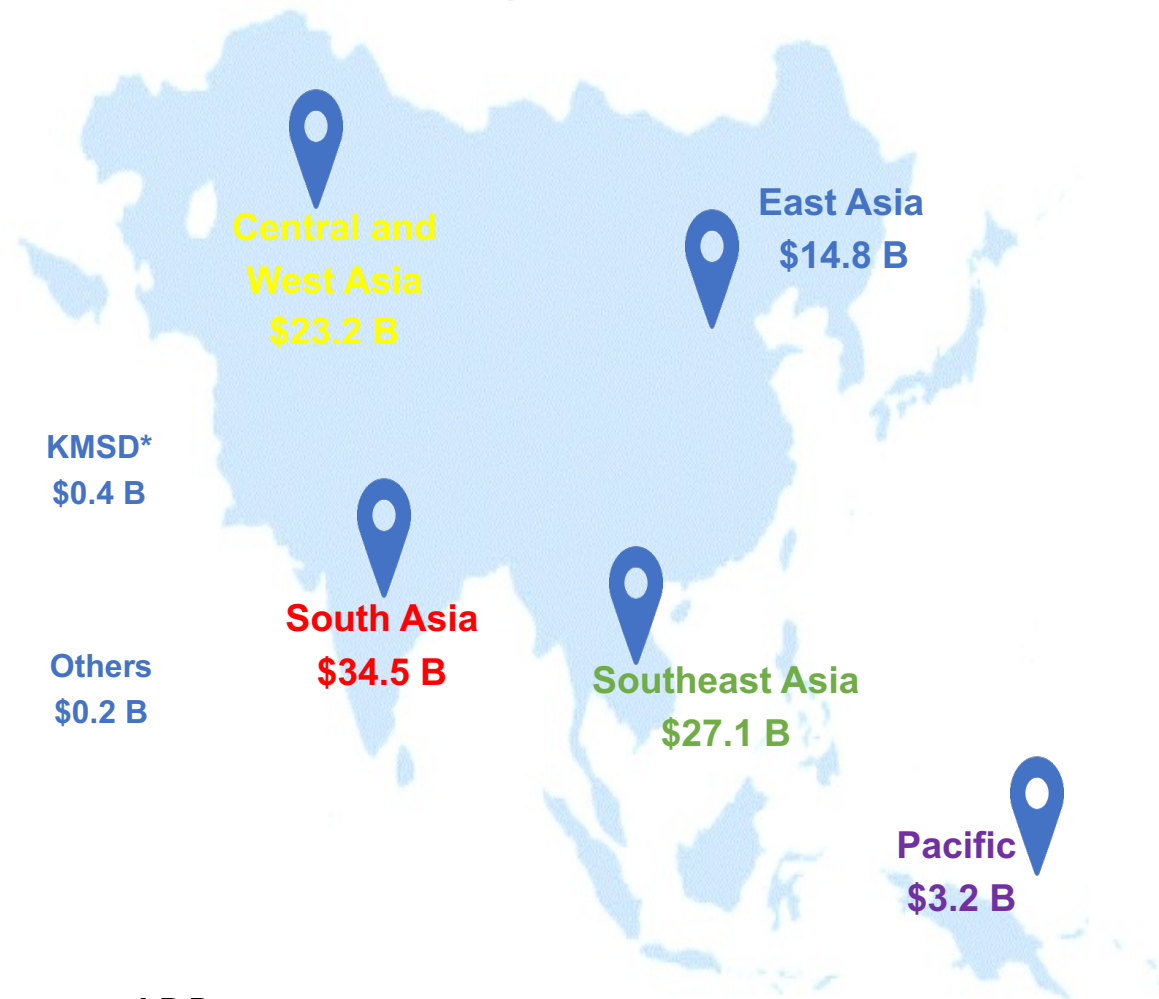 Central and
West Asia
$23.2 B
East Asia
$14.8 B
KMSD*
$0.4 B
South Asia
$34.5 B
Others
$0.2 B
Southeast Asia
$27.1 B
Pacific
$3.2 B